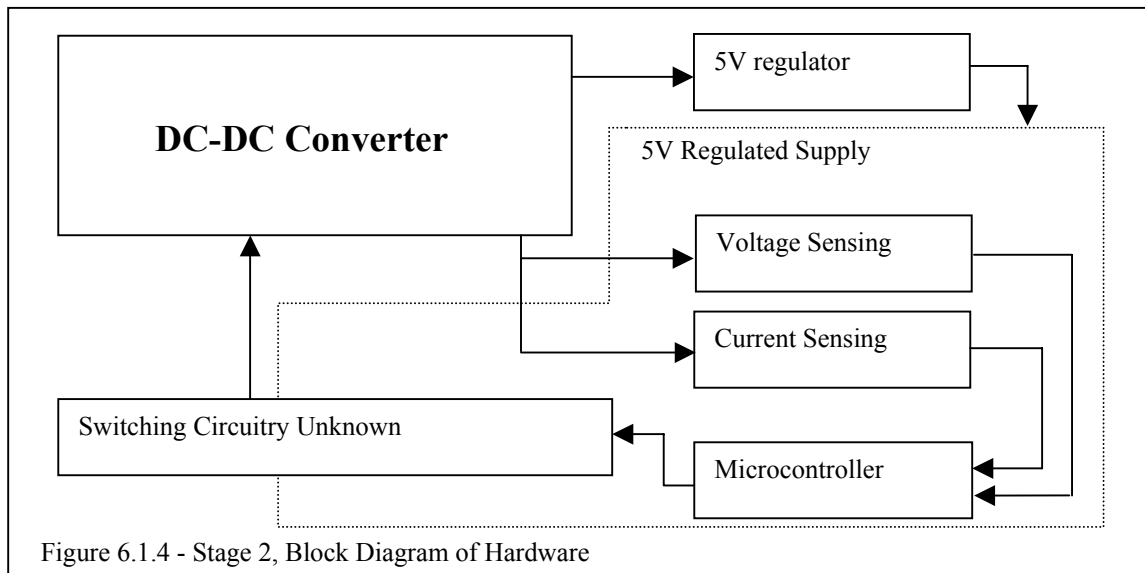 5V regulator
DC-DC Converter
5V Regulated Supply
Voltage Sensing
Current Sensing
Switching Circuitry Unknown
Microcontroller
Figure 6.1.4 - Stage 2, Block Diagram of Hardware